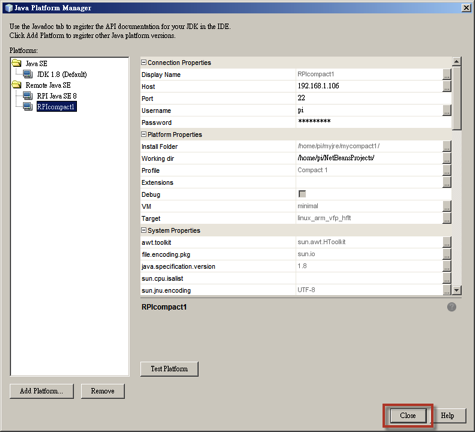 Java Platform Manager
Use the Javadoc tab to register the API documentation for your JDK in the IDE.
Click Add Platform to register other Java platform versions.
Platforms:
Java SE
JDK 1.8 (Default)
Remote Java SE
RPI Java SE 8
RPIcompact1
Connection Properties
Display Name RPIcompact1
Host 192.168.1.106
Port 22
Username pi
Password *********
Platform Properties
Install Folder /home/pi/myjre/mycompact1/
Working dir /home/pi/NetBeansProjects/
Profile Compact 1
Extensions
Debug
VM minimal
Target linux_arm_vfp_hflt
System Properties
awt.toolkit sun.awt.HToolkit
file.encoding.pkg sun.io
java.specification.version 1.8
sun.cpu.isalist
sun.jnu.encoding UTF-8
RPIcompact1
Test Platform
Add Platform... Remove
Close Help